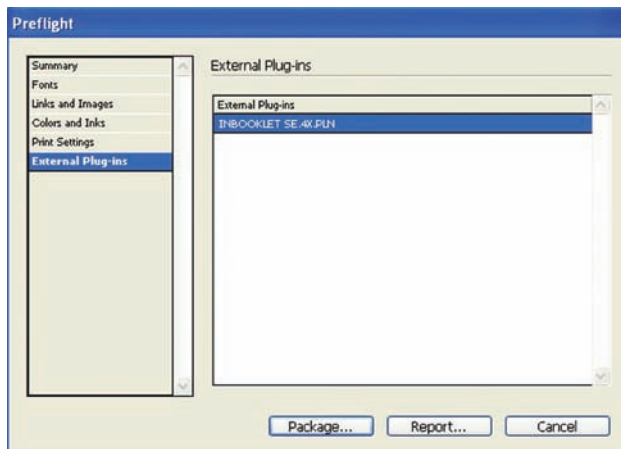 Preflight
Summary
Fonts
Links and Images
Colors and Inks
Print Settings
External Plug-ins
External Plug-ins
External Plug-ins
INBOOKLET SE.4X.PLN
Package...
Report...
Cancel